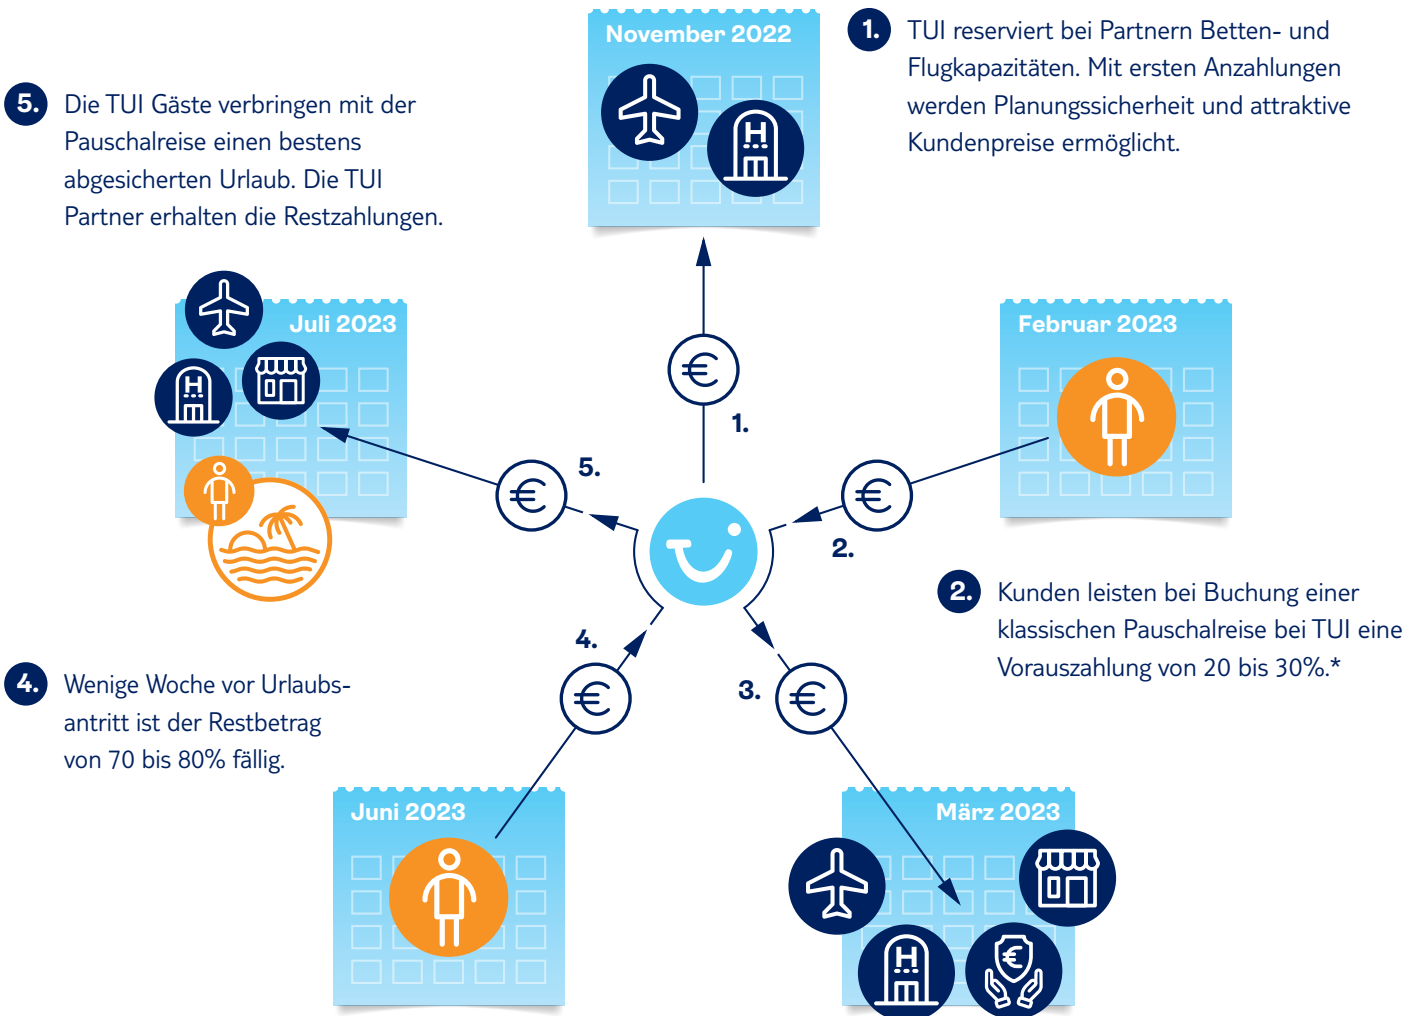 November 2022
1. TUI reserviert bei Partnern Betten- und
Flugkapazitäten. Mit ersten Anzahlungen
werden Planungssicherheit und attraktive
Kundenpreise ermöglicht.
5. Die TUI Gäste verbringen mit der
Pauschalreise einen bestens
abgesicherten Urlaub. Die TUI
Partner erhalten die Restzahlungen.
Juli 2023
H
Februar 2023
€
1.
€
5.
€
2.
2. Kunden leisten bei Buchung einer
klassischen Pauschalreise bei TUI eine
Vorauszahlung von 20 bis 30%.*
4.
€
3.
€
4. Wenige Woche vor Urlaubs-
antritt ist der Restbetrag
von 70 bis 80% fällig.
Juni 2023
März 2023
H
€
H